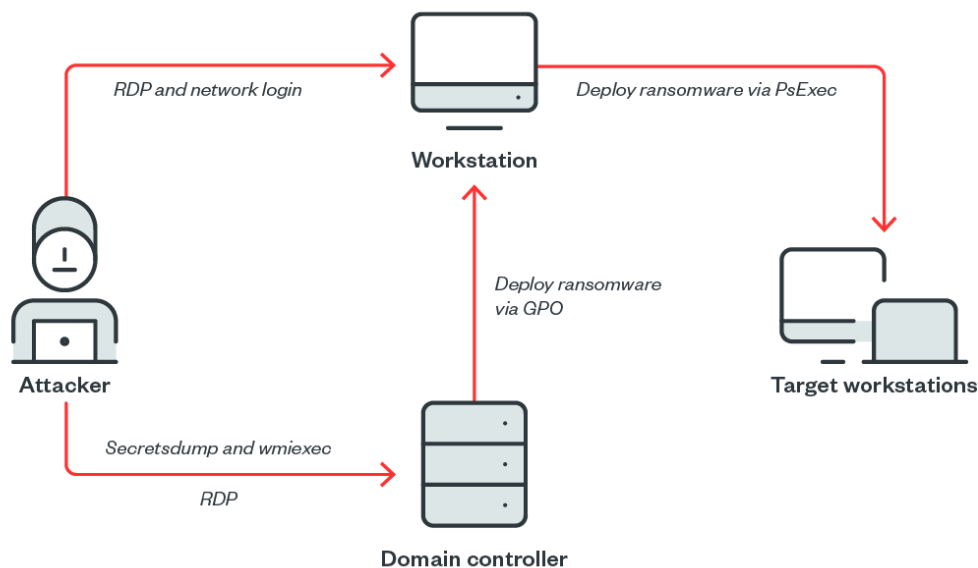 RDP and network login
Deploy ransomware via PsExec
Workstation
Deploy ransomware
via GPO
Attacker
Target workstations
Secretsdump and wmiexec
RDP
Domain controller